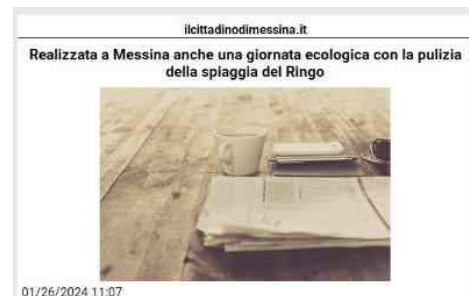 ilcittadinodimessina.it
Realizzata a Messina anche una giornata ecologica con la pulizia
della spiaggia del Ringo
01/26/2024 11:07